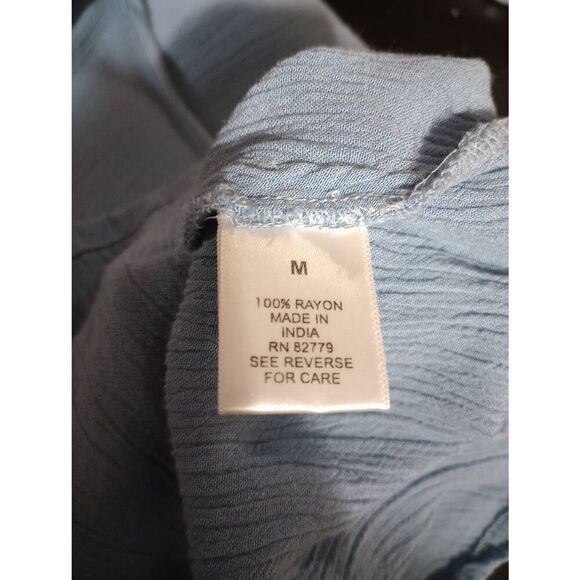 M
100% RAYON
MADE IN
INDIA
RN 82779
SEE REVERSE
FOR CARE